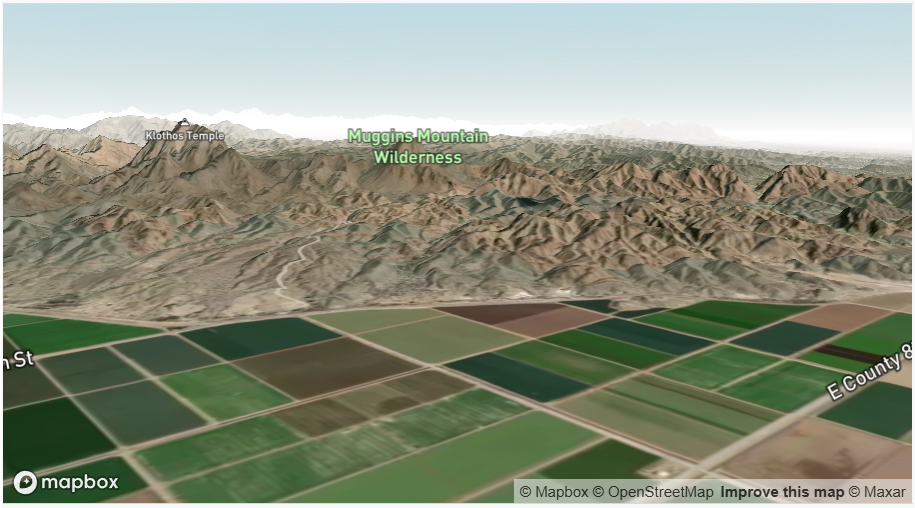 Klothos Temple
Muggins Mountain
Wilderness
St
E County
mapbox
© Mapbox © OpenStreetMap Improve this map © Maxar